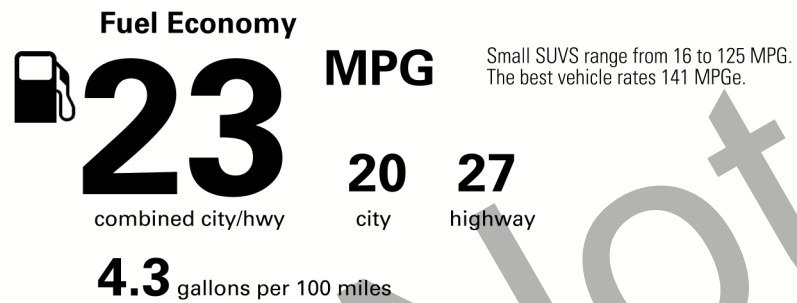 Fuel Economy
23 MPG
Small SUVS range from 16 to 125 MPG.
The best vehicle rates 141 MPGe.
20 27
combined city/hwy city highway
4.3 gallons per 100 miles
Not